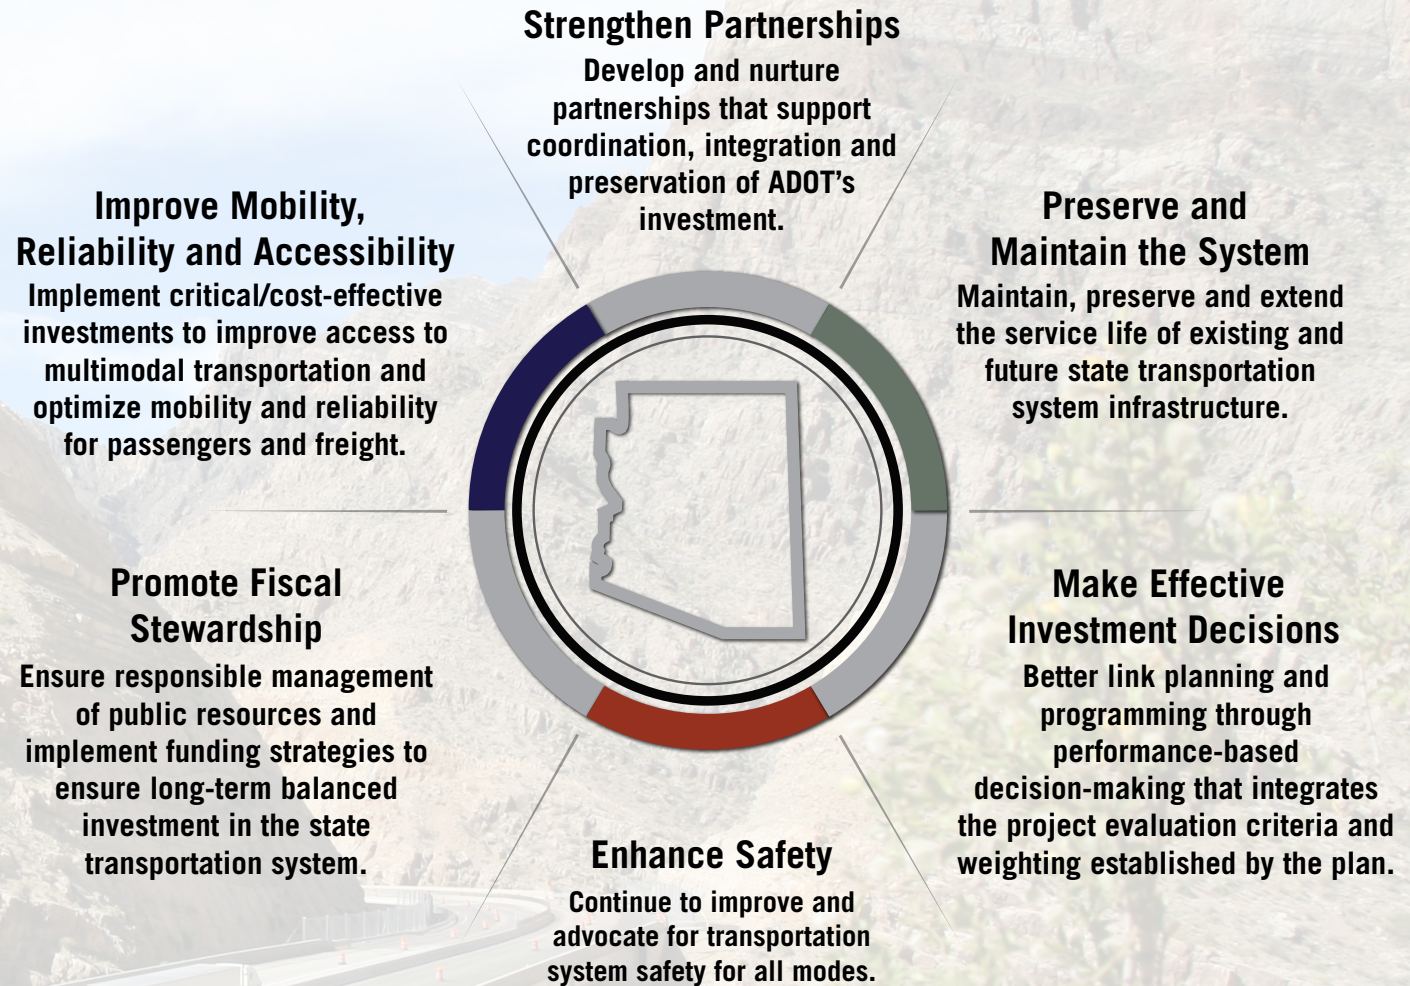 Strengthen Partnerships
Develop and nurture
partnerships that support
coordination, integration and
preservation of ADOT's
investment.
Improve Mobility,
Reliability and Accessibility
Implement critical/cost-effective
investments to improve access to
multimodal transportation and
optimize mobility and reliability
for passengers and freight.
Preserve and
Maintain the System
Maintain, preserve and extend
the service life of existing and
future state transportation
system infrastructure.
Promote Fiscal
Stewardship
Ensure responsible management
of public resources and
implement funding strategies to
ensure long-term balanced
investment in the state
transportation system.
Make Effective
Investment Decisions
Better link planning and
programming through
performance-based
decision-making that integrates
the project evaluation criteria and
weighting established by the plan.
Enhance Safety
Continue to improve and
advocate for transportation
system safety for all modes.